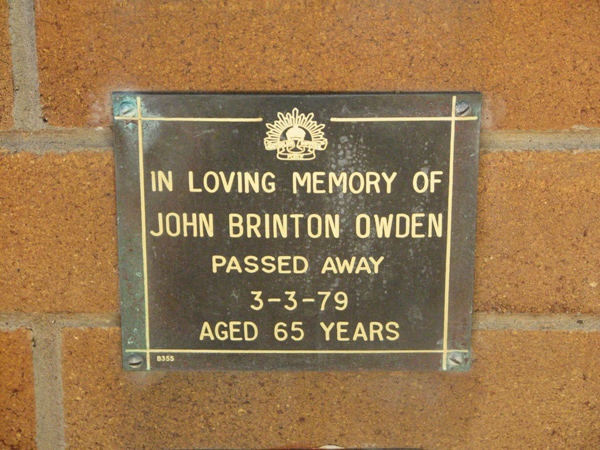 IN LOVING MEMORY OF
JOHN BRINTON OWDEN
PASSED AWAY
3-3-79
AGED 65 YEARS
8355